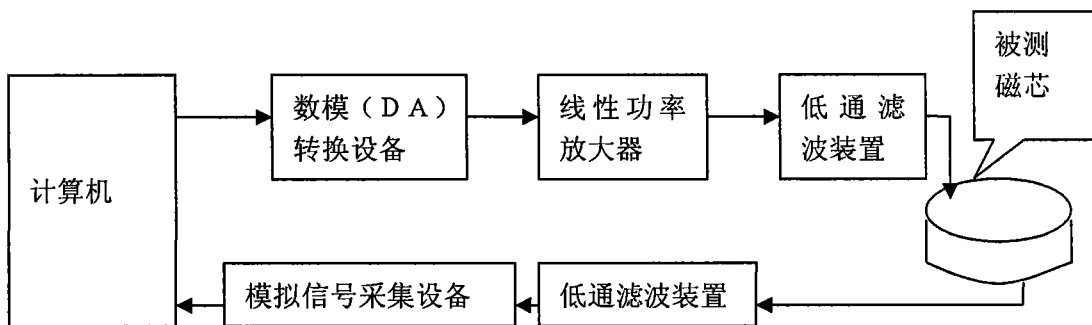 被测
磁芯
数模（DA）
转换设备
线性功率
放大器
低通滤
波装置
计算机
模拟信号采集设备
低通滤波装置